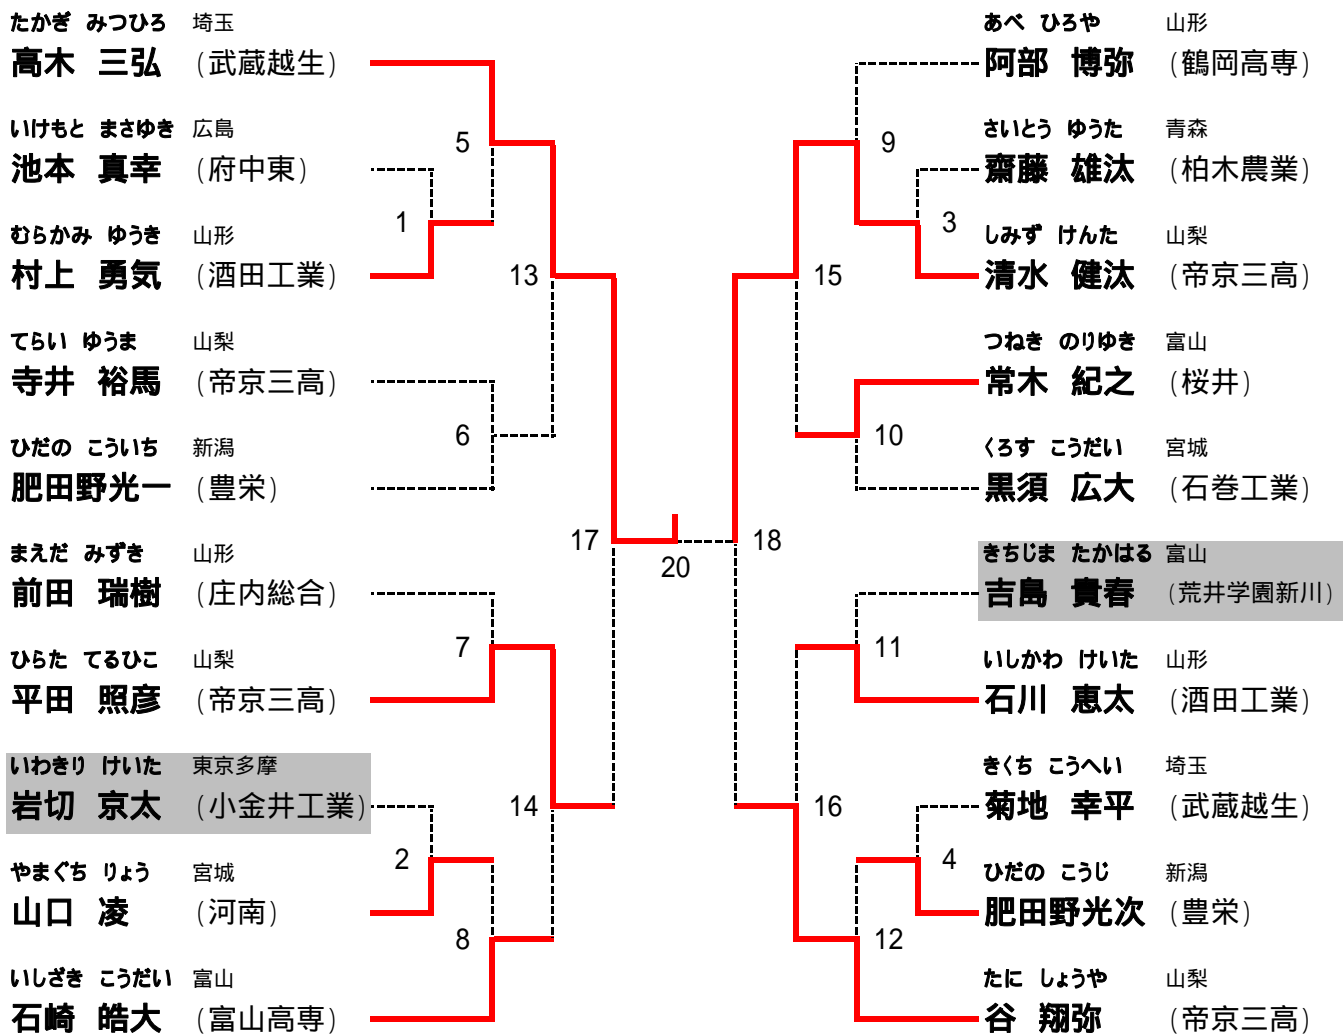 たかぎ みつひろ 埼玉
高木 三弘 (武蔵越生)
いけもと まさゆき 広島
池本 真幸 (府中東)
むらかみ ゆうき 山形
村上 勇気 (酒田工業)
てらい ゆうま 山梨
寺井 裕馬 (帝京三高)
ひだの こういち 新潟
肥田野光一 (豊栄)
まえだ みずき 山形
前田 瑞樹 (庄内総合)
ひらた てるひこ 山梨
平田 照彦 (帝京三高)
いわきり けいた 東京多摩
岩切 京太 (小金井工業)
やまぐち りょう 宮城
山口 凌 (河南)
いしざき こうだい 富山
石崎 皓大 (富山高専)
5
1
13
6
17
7
14
2
8
20
18
9
3
15
10
11
16
4
12
あべ ひろや 山形
阿部 博弥 (鶴岡高専)
さいとう ゆうた 青森
齋藤 雄汰 (柏木農業)
しみず けんた 山梨
清水 健汰 (帝京三高)
つねき のりゆき 富山
常木 紀之 (桜井)
くろす こうだい 宮城
黒須 広大 (石巻工業)
きちじま たかはる 富山
吉島 貴春 (荒井学園新川)
いしかわ けいた 山形
石川 恵太 (酒田工業)
きくち こうへい 埼玉
菊地 幸平 (武蔵越生)
ひだの こうじ 新潟
肥田野光次 (豊栄)
たに しょうや 山梨
谷 翔弥 (帝京三高)